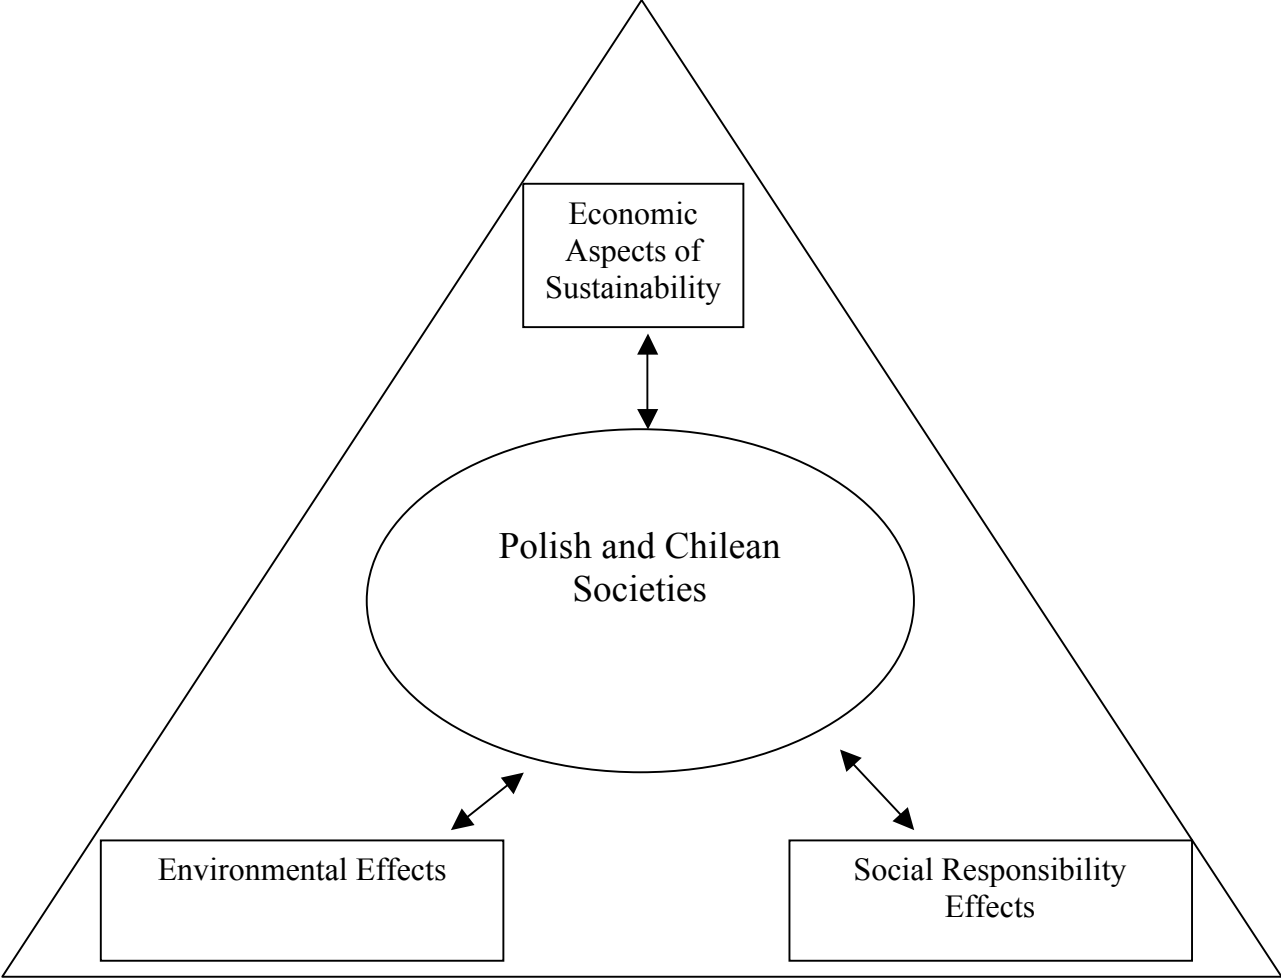 Economic
Aspects of
Sustainability
Polish and Chilean
Societies
Environmental Effects
Social Responsibility
Effects